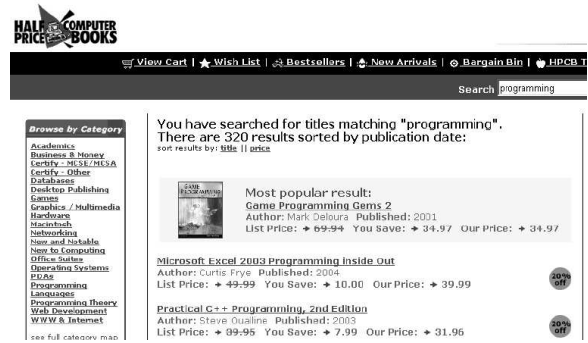 HALF PRICE COMPUTER BOOKS
View Cart | Wish List | Bestsellers | New Arrivals | Bargain Bin | HPCB T
Search programming
Browse by Category
Academics
Business & Money
Certify - MCSE/MCSA
Certify - Other
Databases
Desktop Publishing
Games
Graphics / Multimedia
Hardware
Macintosh
Networking
New and Notable
New to Computing
Office Suites
Operating Systems
PDAs
Programming
Languages
Programming Theory
Web Development
WWW & Internet
see full category map
You have searched for titles matching "programming".
There are 320 results sorted by publication date:
sort results by: title || price
GAME
PROGRAMMING
Most popular result:
Game Programming Gems 2
Author: Mark Deloura Published: 2001
List Price: 69.94 You Save: 34.97 Our Price: 34.97
Microsoft Excel 2003 Programming Inside Out
Author: Curtis Frye Published: 2004
List Price: 49.99 You Save: 10.00 Our Price: 39.99
20% off
Practical C++ Programming, 2nd Edition
Author: Steve Oualline Published: 2003
List Price: 39.95 You Save: 7.99 Our Price: 31.96
20% off